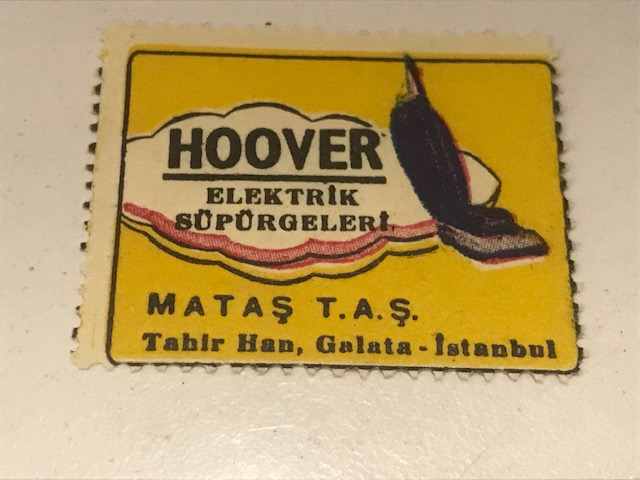 HOOVER
ELEKTRİK
SÜPÜRGELERİ
MATAŞ T.A.Ş.
Tahir Han, Galata - İstanbul